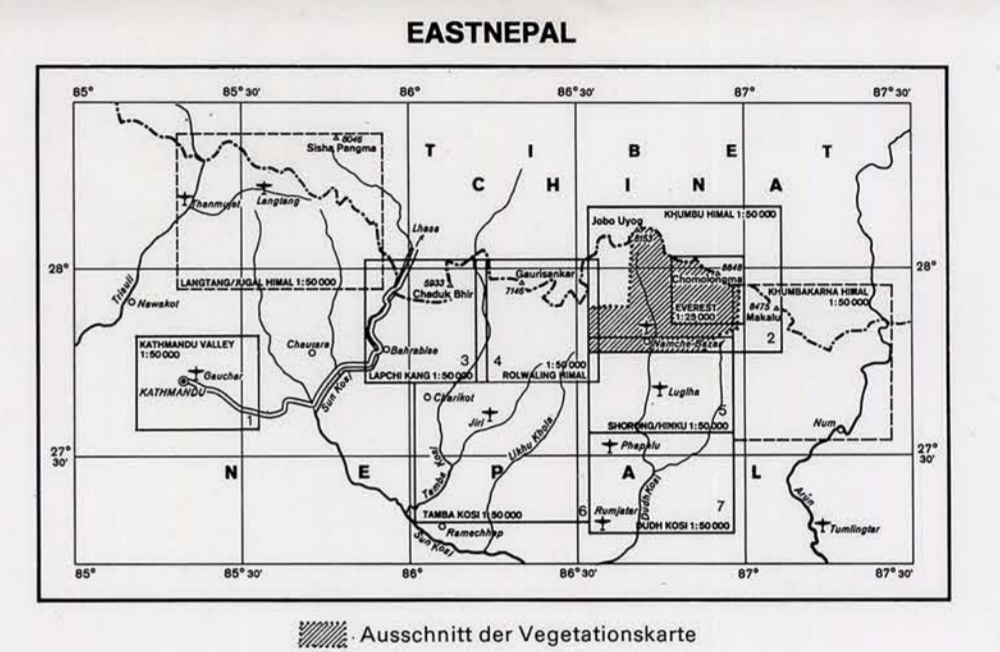 EASTNEPAL
85° 85° 30' 86° 86° 30' 87° 87° 30'
8046
Sisha Pangma
T I B E T
C H I N A
Thanmujet
Langtang
Jobo Uyog
KHUMBU HIMAL 1:50 000
Lhasa
8153
28°
28°
5933
Chaduk Bhir
Gaurisankar
7146
8848
Chomolongma
LANGTANG/JUGAL HIMAL 1:50 000
KHUMBAKARNA HIMAL
1:50 000
Trisuli
Nawakot
EVEREST
1:25 000
8475
Makalu
KATHMANDU VALLEY
1:50 000
Chautara
Bahrabise
Namche-Bazar
2
3
4
1:50 000
LAPCHI KANG 1:50 000
ROLWALING HIMAL
Gauchar
KATHMANDU
1
Sun Kosi
Charikot
Jiri
Luglha
5
SHORONG/HINKU 1:50 000
Num
Likhu Khola
Phaplu
27°
30'
27°
30'
N E P A L
Tamba Kosi
Dudh Kosi
Arun
TAMBA KOSI 1:50 000
6
Rumjatar
7
DUDH KOSI 1:50 000
Ramechhap
Sun Kosi
Tumlingtar
85° 85° 30' 86° 86° 30' 87° 87° 30'
Ausschnitt der Vegetationskarte